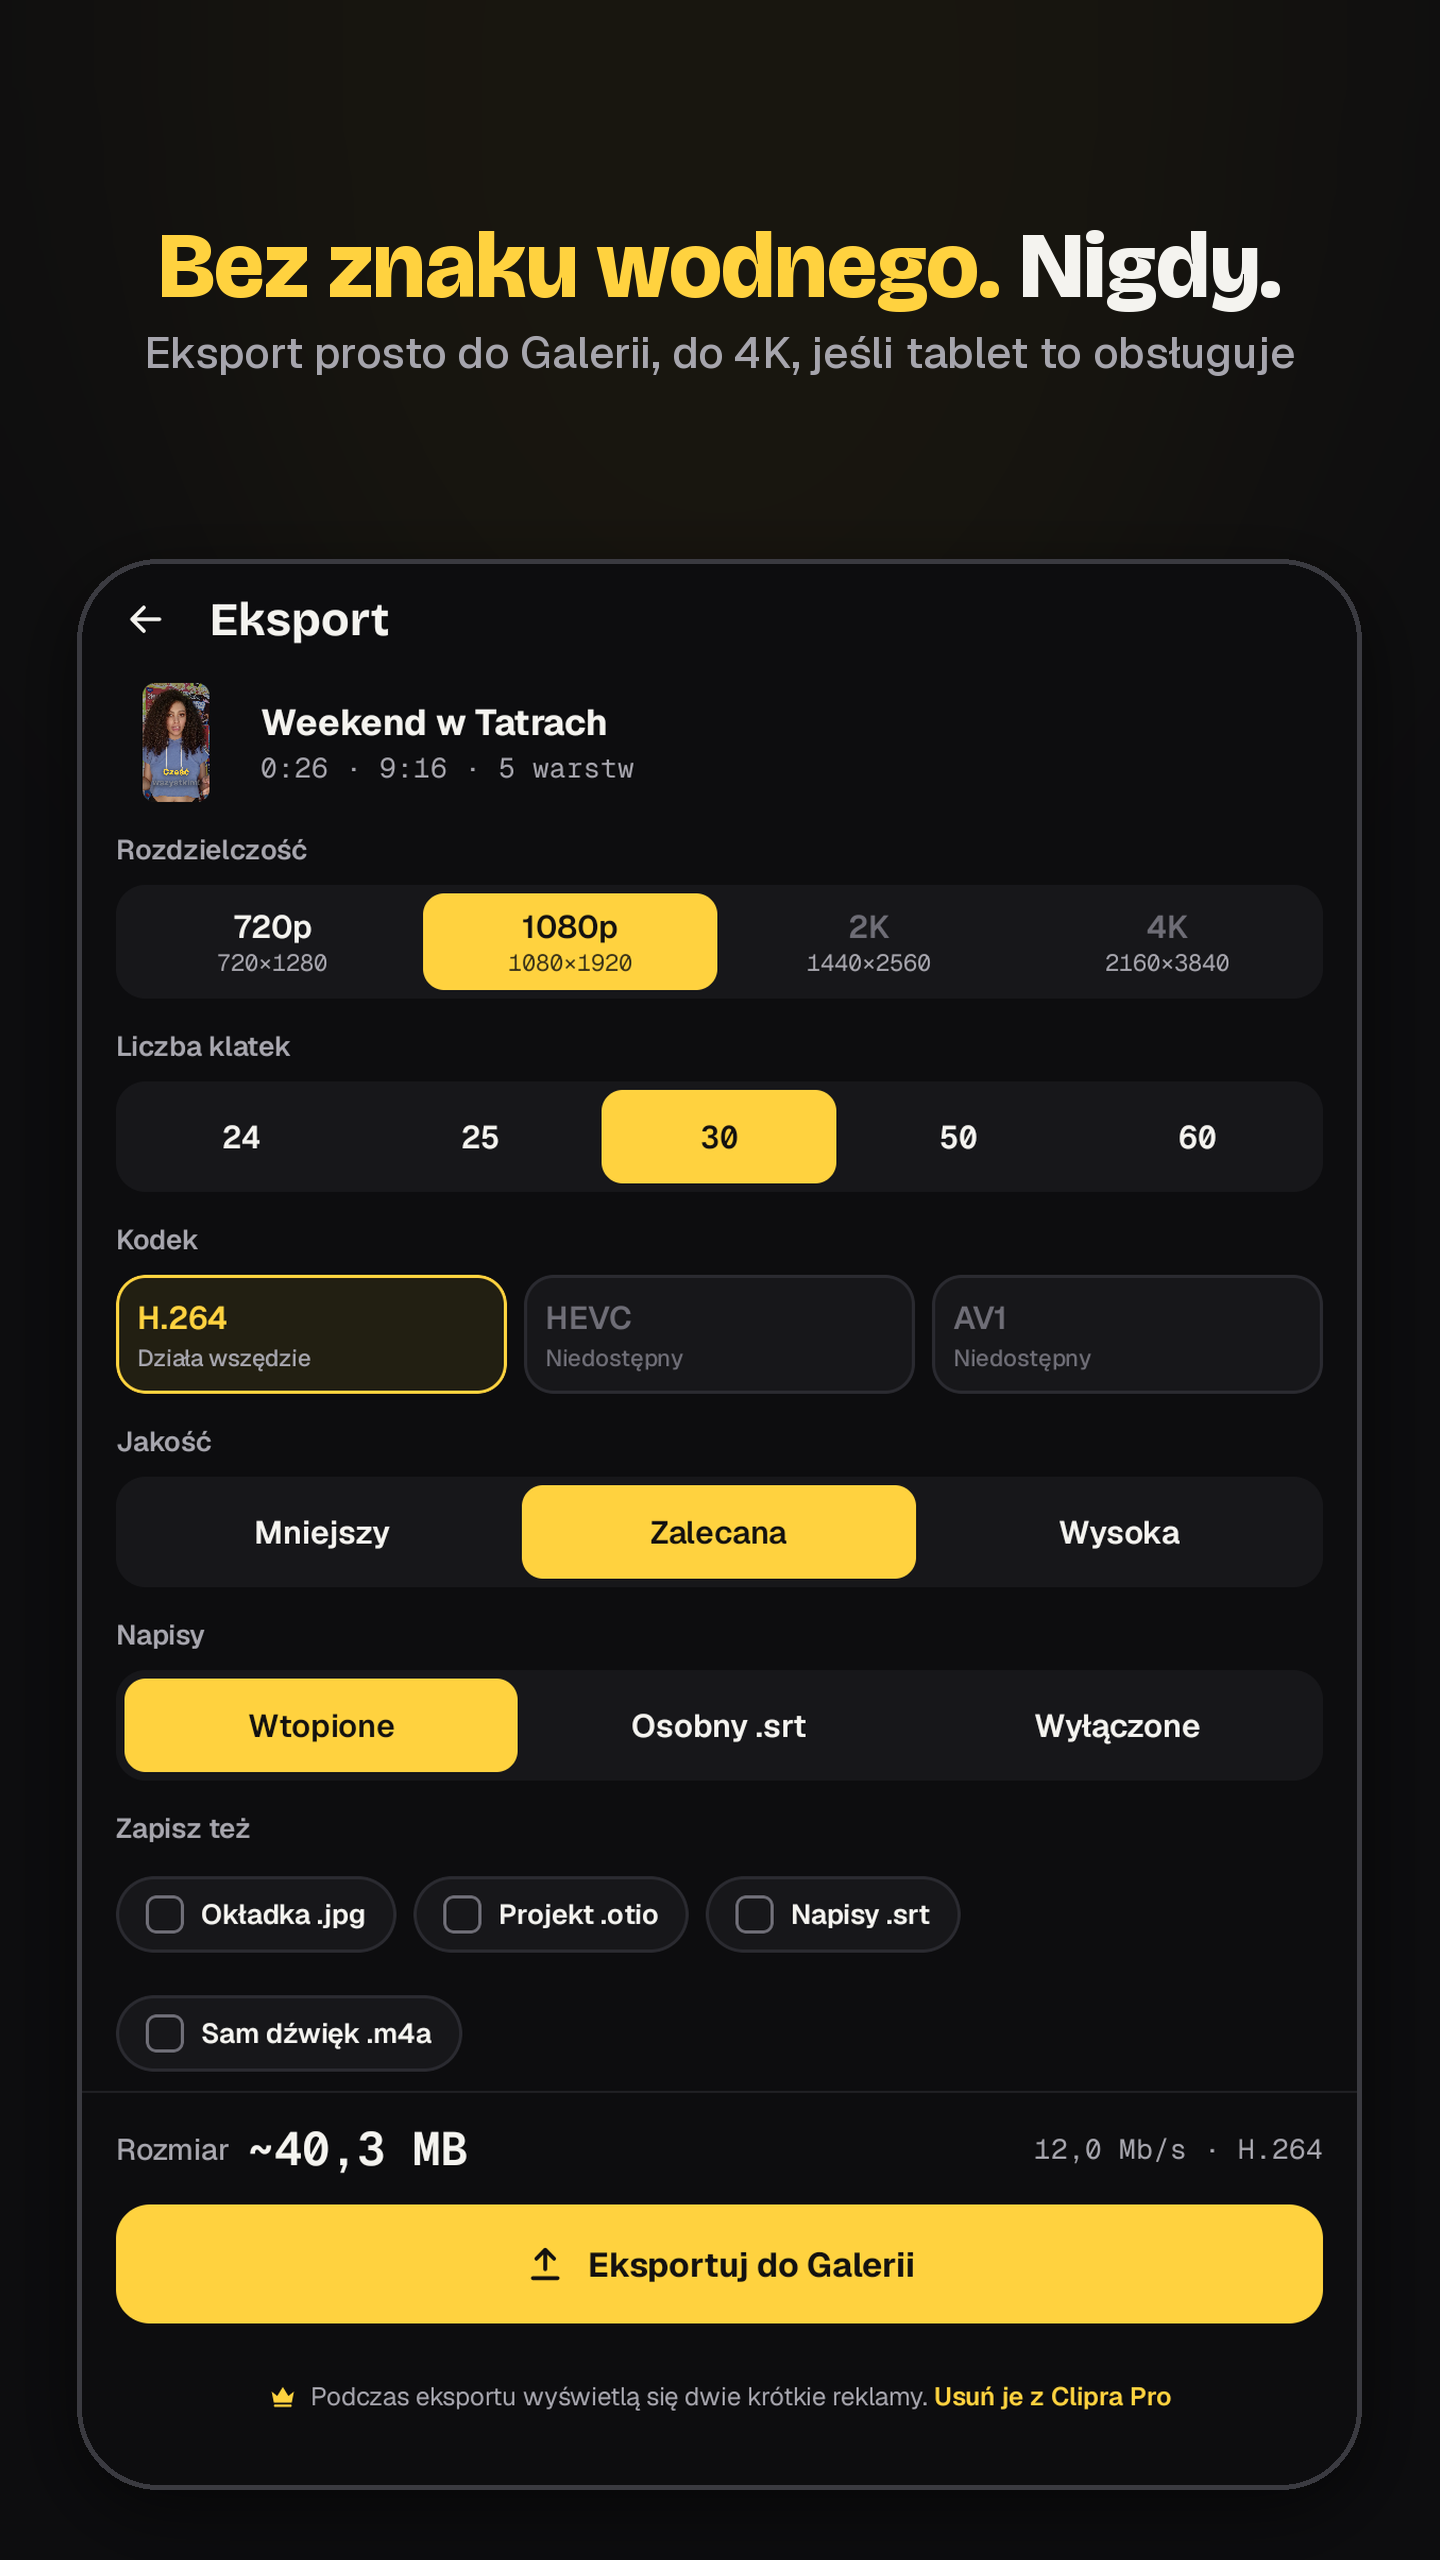 Bez znaku wodnego. Nigdy.
Eksport prosto do Galerii, do 4K, jeśli tablet to obsługuje
Eksport
Weekend w Tatrach
0:26 · 9:16 · 5 warstw
Cześć
Rozdzielczość
720p 1080p 2K 4K
720×1280 1080×1920 1440×2560 2160×3840
Liczba klatek
24 25 30 50 60
Kodek
H.264 HEVC AV1
Działa wszędzie Niedostępny Niedostępny
Jakość
Mniejszy Zalecana Wysoka
Napisy
Wtopione Osobny .srt Wyłączone
Zapisz też
Okładka .jpg Projekt .otio Napisy .srt
Sam dźwięk .m4a
Rozmiar ~40,3 MB 12,0 Mb/s · H.264
Eksportuj do Galerii
Podczas eksportu wyświetlą się dwie krótkie reklamy. Usuń je z Clipra Pro